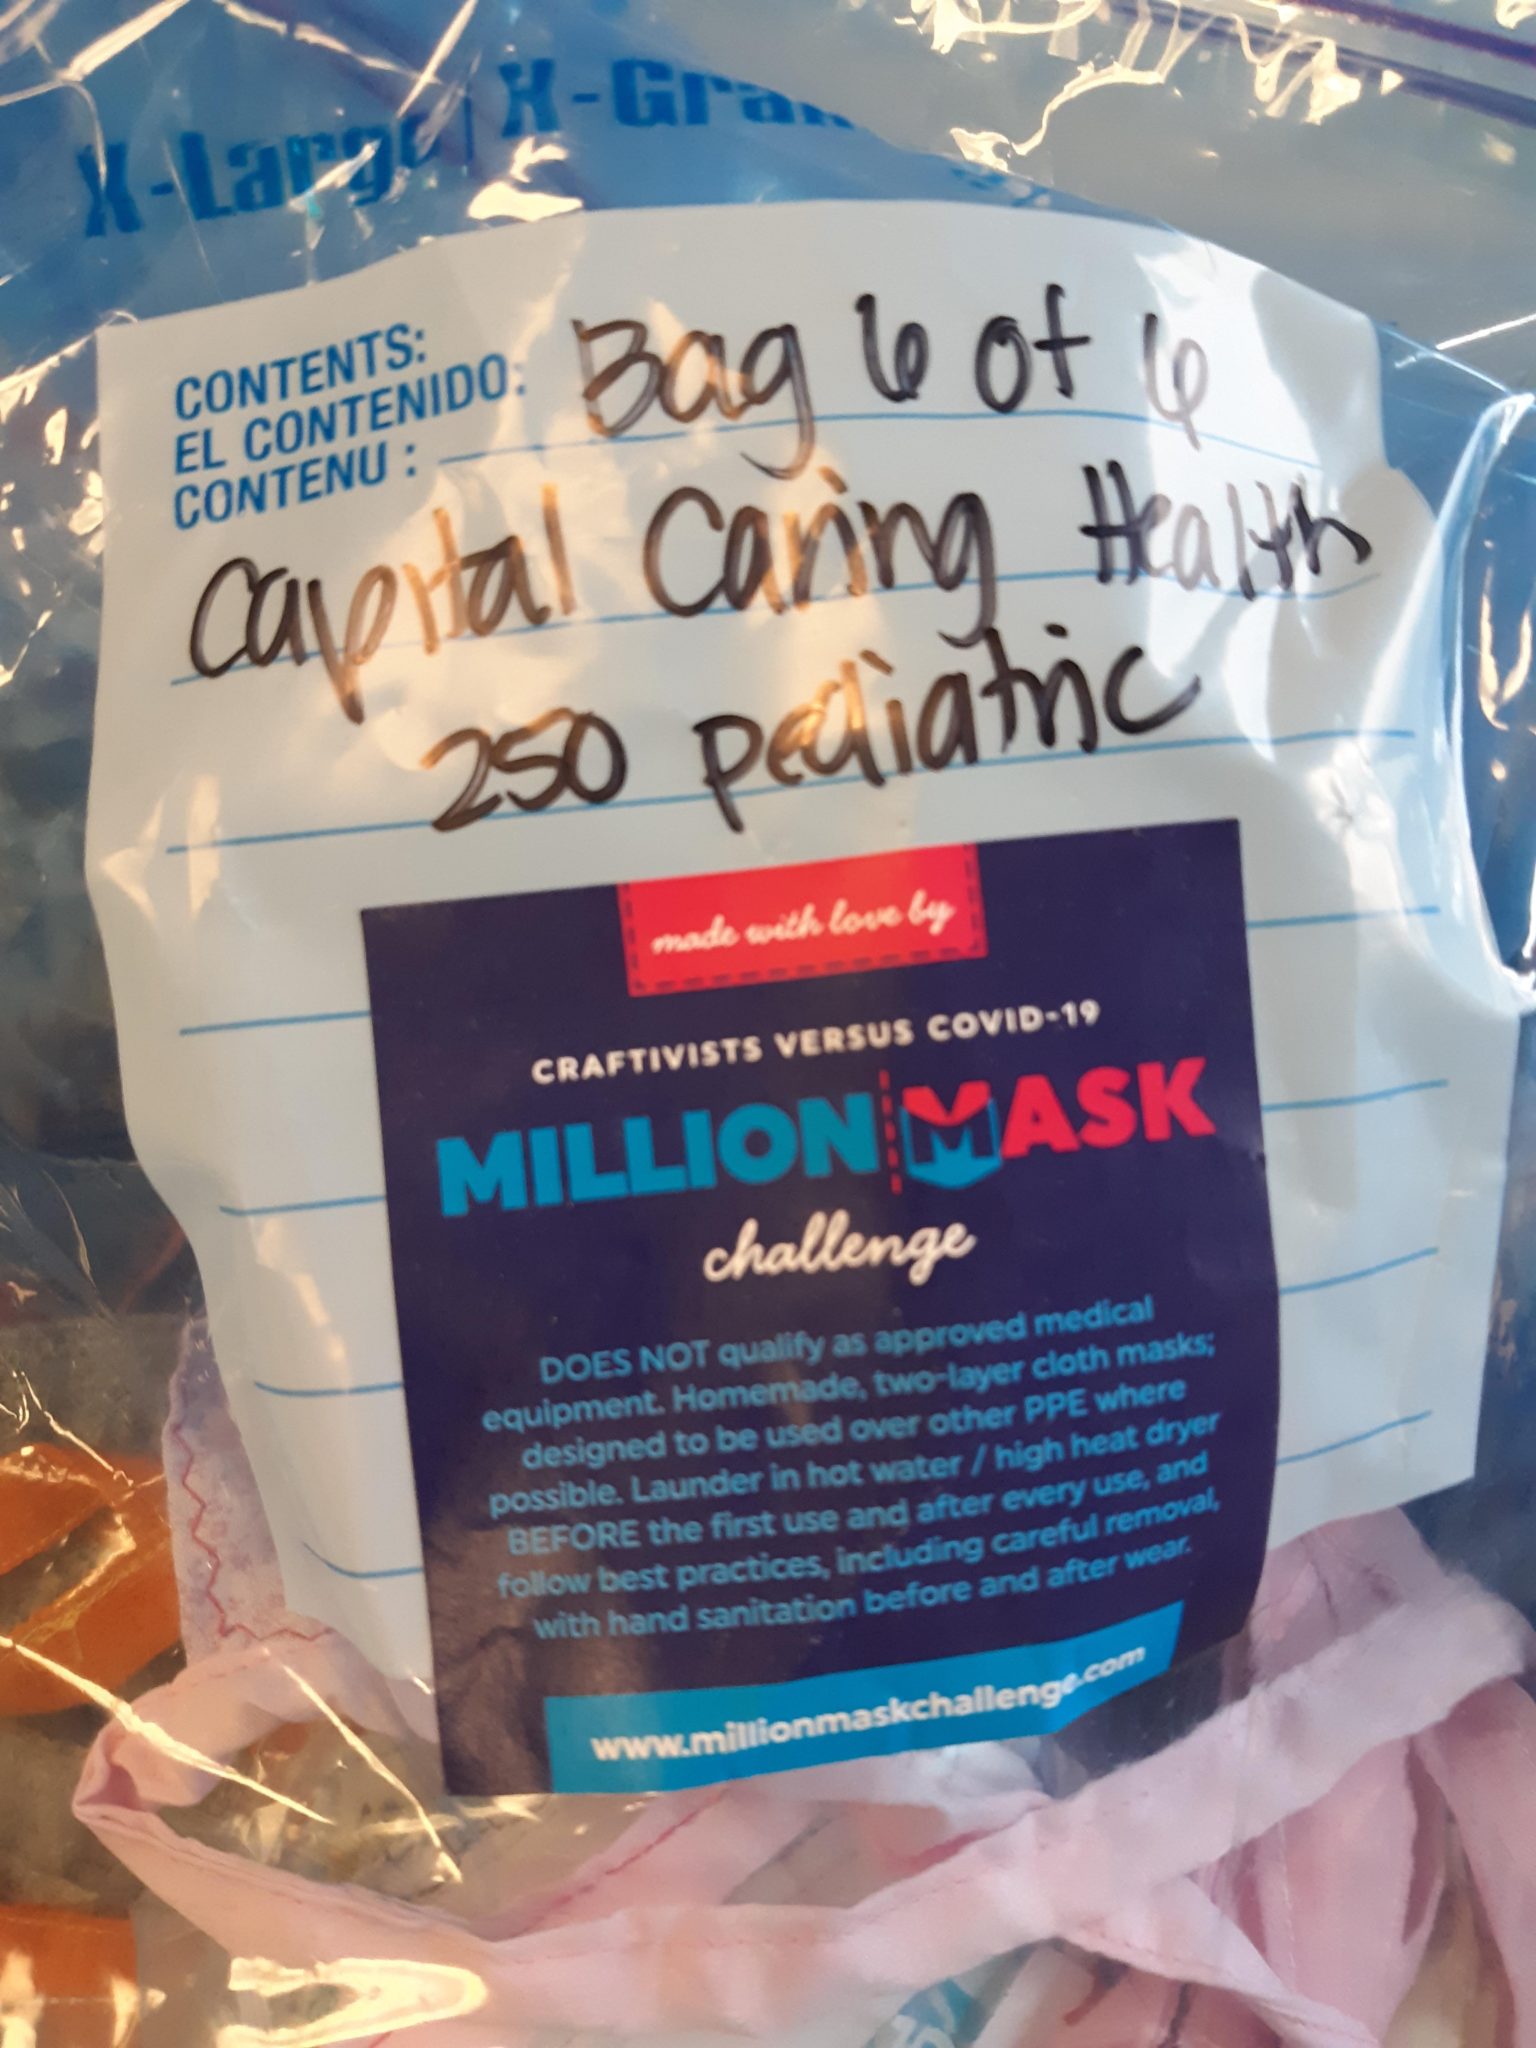 X-Large | X-Gran
CONTENTS:
EL CONTENIDO:
CONTENU :
Bag 6 of 6
Capital Caring Health
250 pediatric
made with love by
CRAFTIVISTS VERSUS COVID-19
MILLION MASK
challenge
DOES NOT qualify as approved medical
equipment. Homemade, two-layer cloth masks;
designed to be used over other PPE where
possible. Launder in hot water / high heat dryer
BEFORE the first use and after every use, and
follow best practices, including careful removal,
with hand sanitation before and after wear.
www.millionmaskchallenge.com